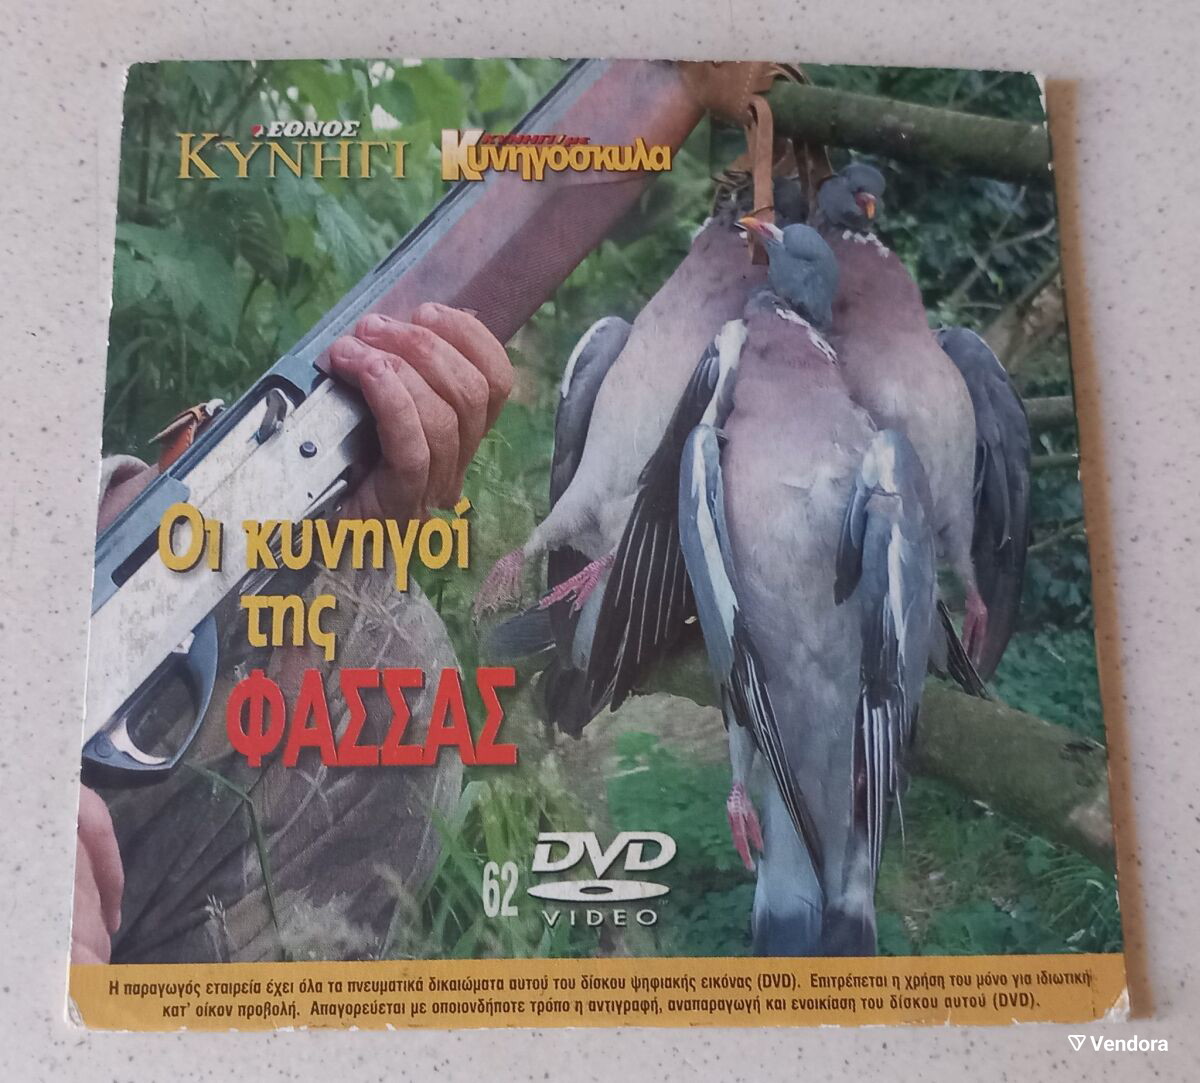 ΕΘΝΟΣ
ΚΥΝΗΓΙ
ΚΥΝΗΓΙ με
Κυνηγόσκυλα
Οι κυνηγοί
της
ΦΑΣΣΑΣ
62
DVD
VIDEO
Η παραγωγός εταιρεία έχει όλα τα πνευματικά δικαιώματα αυτού του δίσκου ψηφιακής εικόνας (DVD). Επιτρέπεται η χρήση του μόνο για ιδιωτική
κατ' οίκον προβολή. Απαγορεύεται με οποιονδήποτε τρόπο η αντιγραφή, αναπαραγωγή και ενοικίαση του δίσκου αυτού (DVD).
Vendora